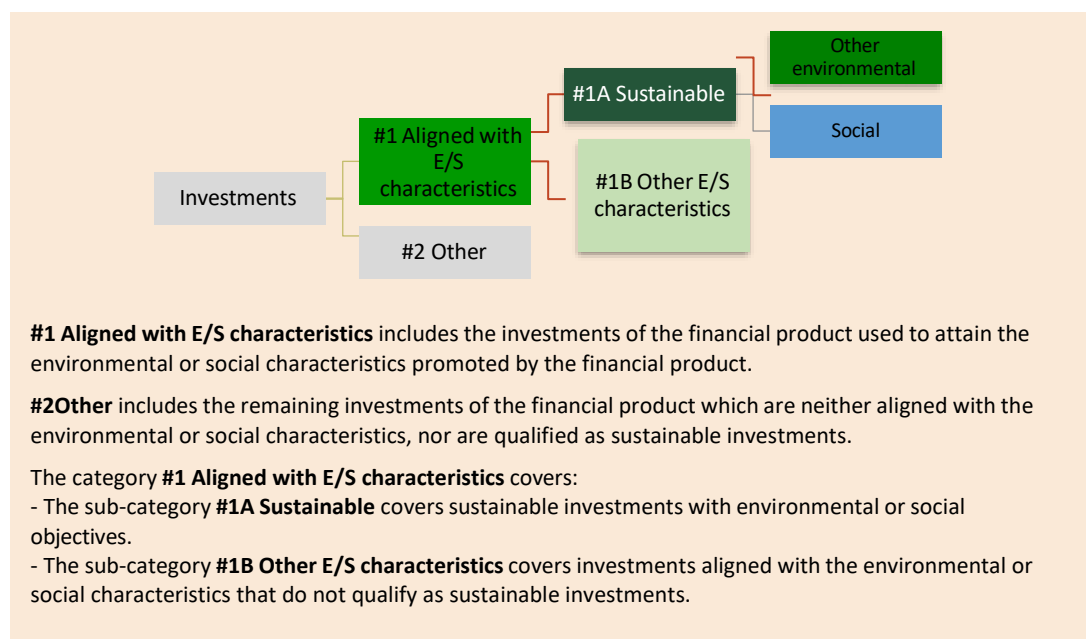 Other
environmental
#1A Sustainable
Social
#1 Aligned with
E/S
characteristics
#1B Other E/S
characteristics
Investments
#2 Other
#1 Aligned with E/S characteristics includes the investments of the financial product used to attain the
environmental or social characteristics promoted by the financial product.
#2Other includes the remaining investments of the financial product which are neither aligned with the
environmental or social characteristics, nor are qualified as sustainable investments.
The category #1 Aligned with E/S characteristics covers:
- The sub-category #1A Sustainable covers sustainable investments with environmental or social
objectives.
- The sub-category #1B Other E/S characteristics covers investments aligned with the environmental or
social characteristics that do not qualify as sustainable investments.